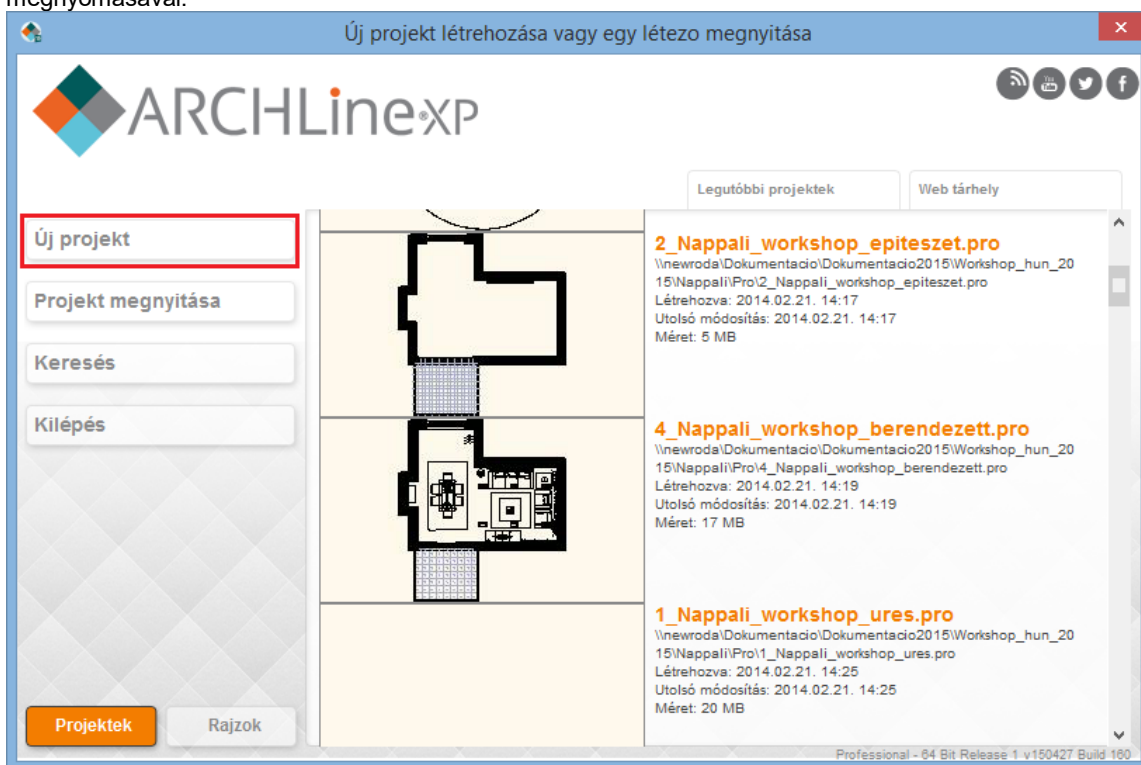 megnyomásával.
Új projekt létrehozása vagy egy létezo megnyitása
ARCHLine.XP
You
Legutóbbi projektek
Web tárhely
Új projekt
Projekt megnyitása
Keresés
Kilépés
2_Nappali_workshop_epiteszet.pro
\\newroda\Dokumentacio\Dokumentacio2015\Workshop_hun_20
15\Nappali\Pro\2_Nappali_workshop_epiteszet.pro
Létrehozva: 2014.02.21. 14:17
Utolsó módosítás: 2014.02.21. 14:17
Méret: 5 MB
4_Nappali_workshop_berendezett.pro
\\newroda\Dokumentacio\Dokumentacio2015\Workshop_hun_20
15\Nappali\Pro\4_Nappali_workshop_berendezett.pro
Létrehozva: 2014.02.21. 14:19
Utolsó módosítás: 2014.02.21. 14:19
Méret: 17 MB
1_Nappali_workshop_ures.pro
\\newroda\Dokumentacio\Dokumentacio2015\Workshop_hun_20
15\Nappali\Pro\1_Nappali_workshop_ures.pro
Létrehozva: 2014.02.21. 14:25
Utolsó módosítás: 2014.02.21. 14:25
Méret: 20 MB
Projektek
Rajzok
Professional - 64 Bit Release 1 v150427 Build 160